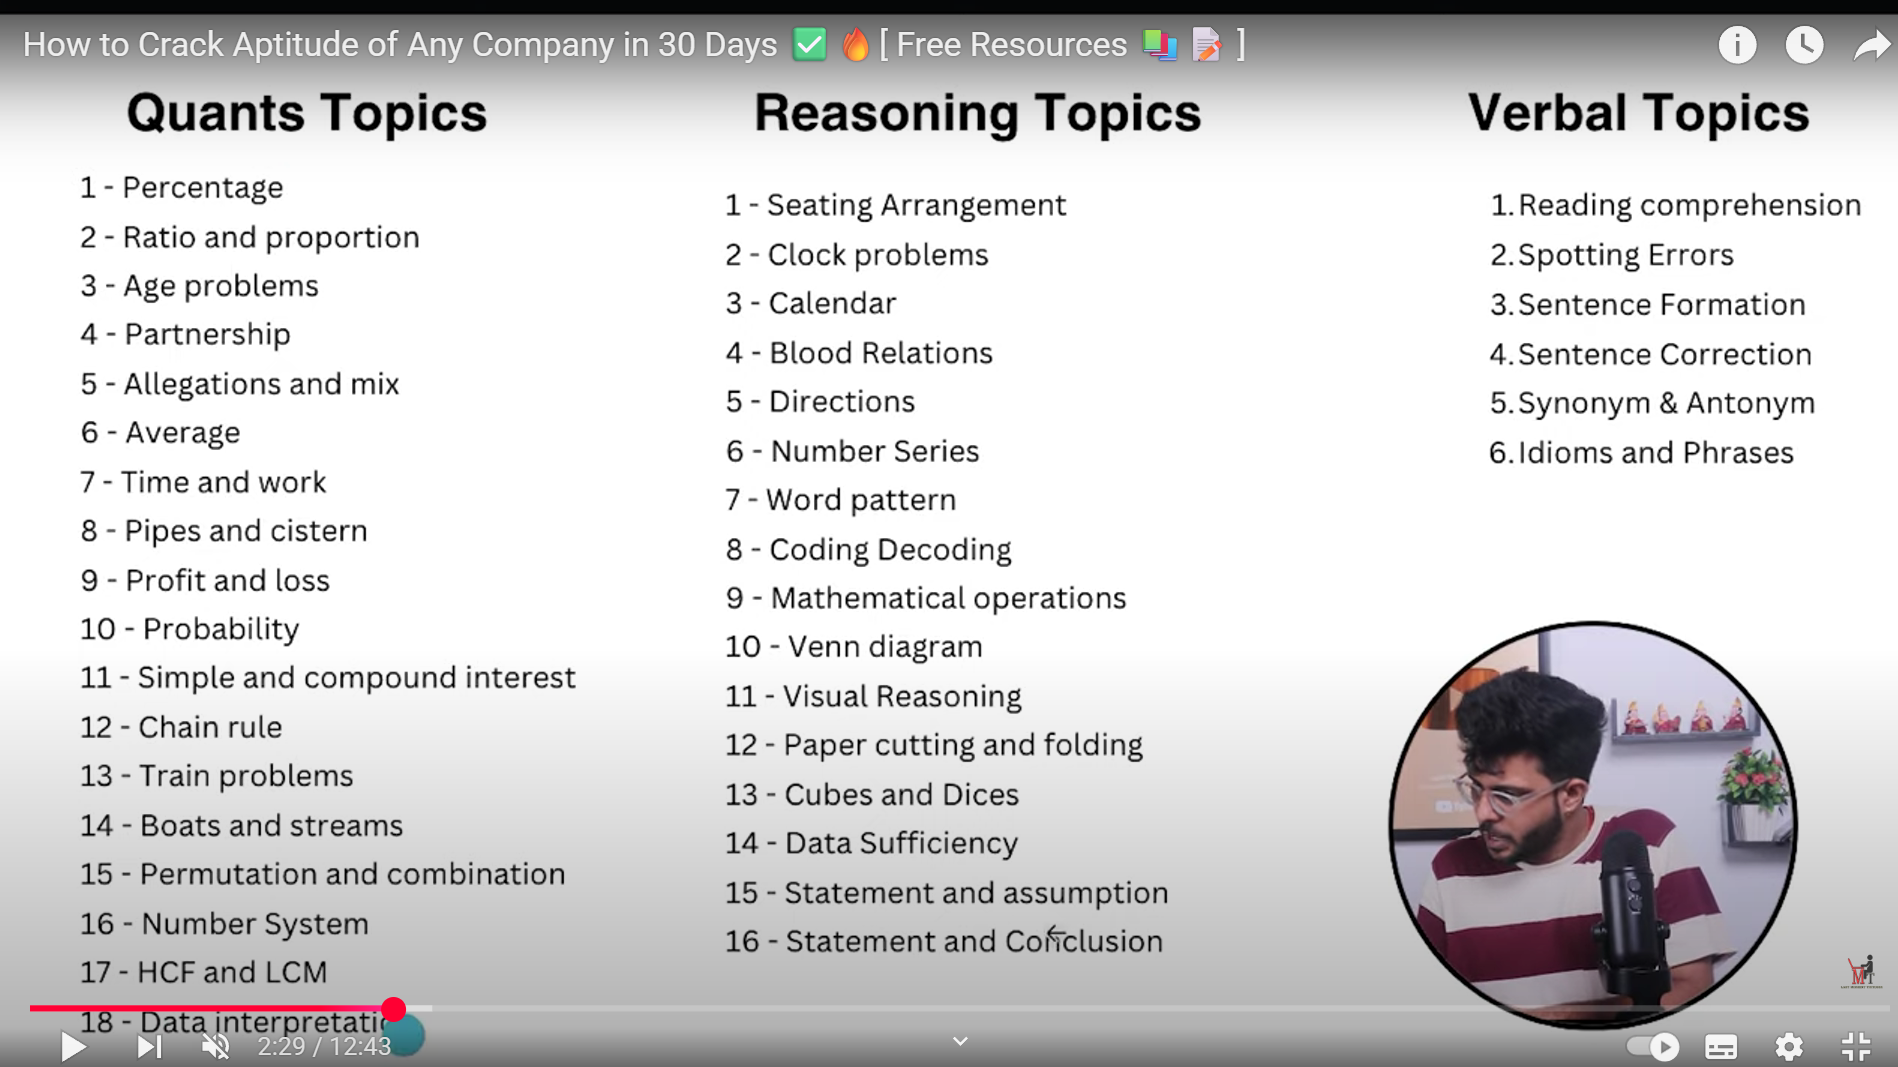 How to Crack Aptitude of Any Company in 30 Days ✅ 🔥 [ Free Resources 📚 📝 ]
Quants Topics
1 - Percentage
2 - Ratio and proportion
3 - Age problems
4 - Partnership
5 - Allegations and mix
6 - Average
7 - Time and work
8 - Pipes and cistern
9 - Profit and loss
10 - Probability
11 - Simple and compound interest
12 - Chain rule
13 - Train problems
14 - Boats and streams
15 - Permutation and combination
16 - Number System
17 - HCF and LCM
18 - Data interpretatio
Reasoning Topics
1 - Seating Arrangement
2 - Clock problems
3 - Calendar
4 - Blood Relations
5 - Directions
6 - Number Series
7 - Word pattern
8 - Coding Decoding
9 - Mathematical operations
10 - Venn diagram
11 - Visual Reasoning
12 - Paper cutting and folding
13 - Cubes and Dices
14 - Data Sufficiency
15 - Statement and assumption
16 - Statement and Conclusion
Verbal Topics
1. Reading comprehension
2. Spotting Errors
3. Sentence Formation
4. Sentence Correction
5. Synonym & Antonym
6. Idioms and Phrases
2:29 / 12:43